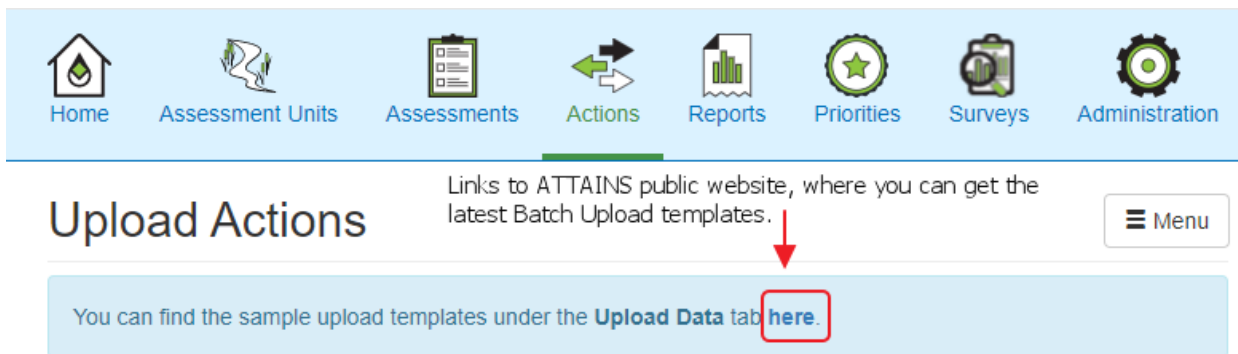 Home Assessment Units Assessments Actions Reports Priorities Surveys Administration
Links to ATTAINS public website, where you can get the
latest Batch Upload templates.
Upload Actions
Menu
You can find the sample upload templates under the Upload Data tab here.